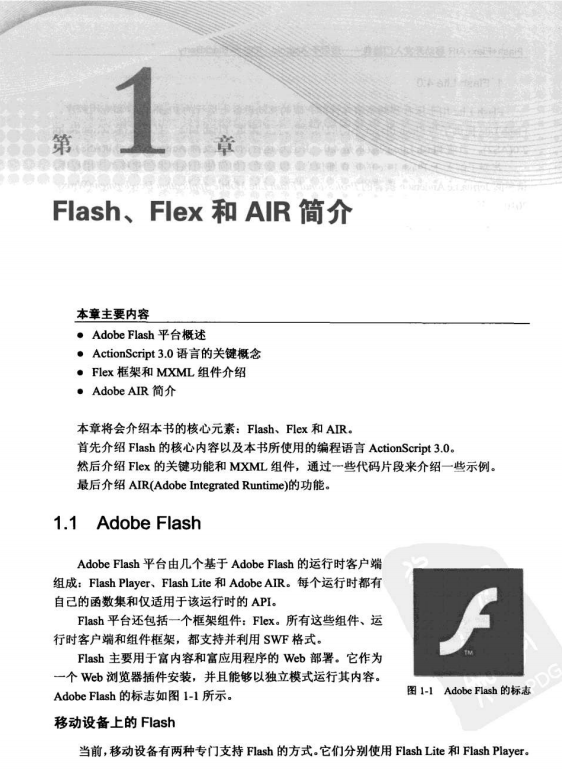 第 1 章
Flash、Flex 和 AIR 简介
本章主要内容
● Adobe Flash 平台概述
● ActionScript 3.0 语言的关键概念
● Flex 框架和 MXML 组件介绍
● Adobe AIR 简介
本章将会介绍本书的核心元素：Flash、Flex 和 AIR。
首先介绍 Flash 的核心内容以及本书所使用的编程语言 ActionScript 3.0。
然后介绍 Flex 的关键功能和 MXML 组件，通过一些代码片段来介绍一些示例。
最后介绍 AIR(Adobe Integrated Runtime)的功能。
1.1 Adobe Flash
Adobe Flash 平台由几个基于 Adobe Flash 的运行时客户端
组成：Flash Player、Flash Lite 和 Adobe AIR。每个运行时都有
自己的函数集和仅适用于该运行时的 API。
Flash 平台还包括一个框架组件：Flex。所有这些组件、运
行时客户端和组件框架，都支持并利用 SWF 格式。
Flash 主要用于富内容和富应用程序的 Web 部署。它作为
一个 Web 浏览器插件安装，并且能够以独立模式运行其内容。
Adobe Flash 的标志如图 1-1 所示。
TM
图 1-1 Adobe Flash 的标志
移动设备上的 Flash
当前，移动设备有两种专门支持 Flash 的方式。它们分别使用 Flash Lite 和 Flash Player。